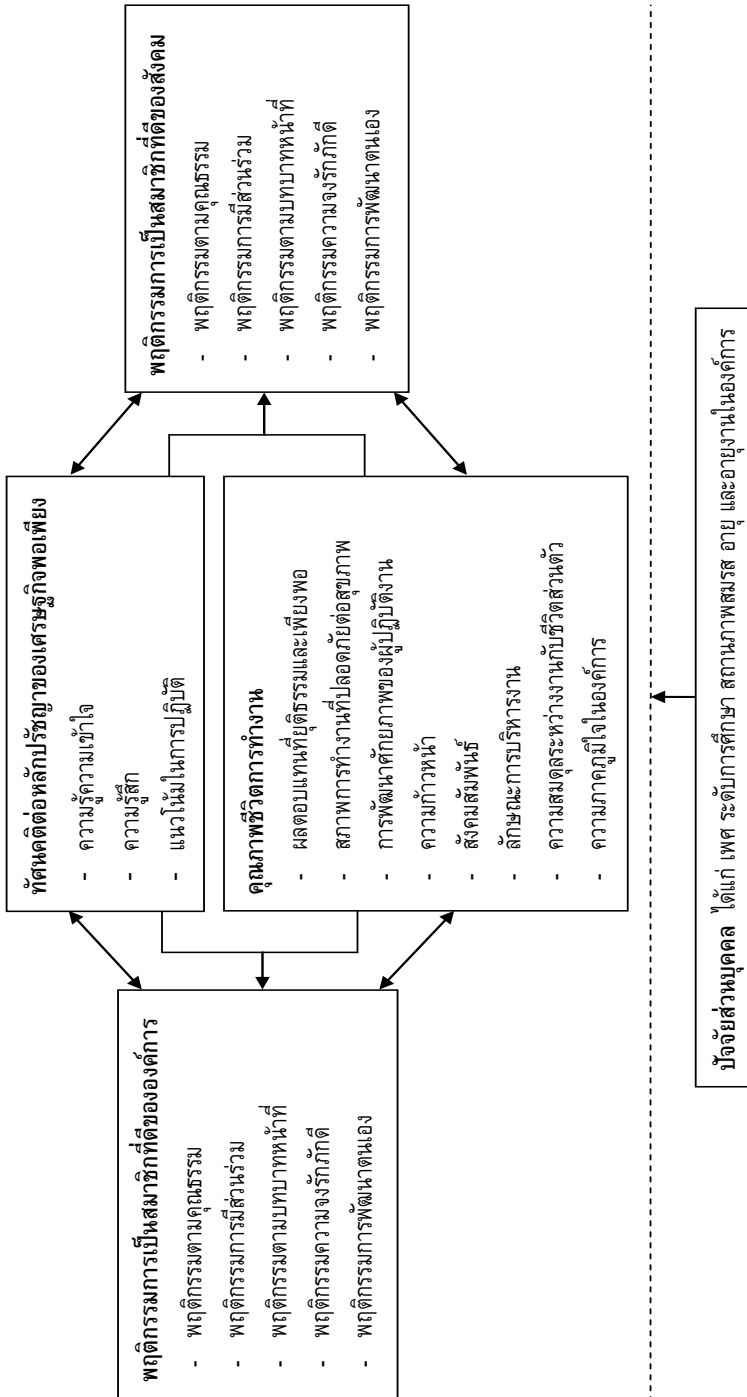 พฤติกรรมการเป็นสมาชิกที่ดีขององค์การ
- พฤติกรรมตามคุณธรรม
- พฤติกรรมการมีส่วนร่วม
- พฤติกรรมตามบทบาทหน้าที่
- พฤติกรรมความจงรักภักดี
- พฤติกรรมการพัฒนาตนเอง
ทัศนคติต่อหลักปรัชญาของเศรษฐกิจพอเพียง
- ความรู้ความเข้าใจ
- ความรู้สึก
- แนวโน้มในการปฏิบัติ
คุณภาพชีวิตการทำงาน
- ผลตอบแทนที่ยุติธรรมและเพียงพอ
- สภาพการทำงานที่ปลอดภัยต่อสุขภาพ
- การพัฒนาศักยภาพของผู้ปฏิบัติงาน
- ความก้าวหน้า
- สังคมสัมพันธ์
- ลักษณะการบริหารงาน
- ความสมดุลระหว่างงานกับชีวิตส่วนตัว
- ความภาคภูมิใจในองค์การ
พฤติกรรมการเป็นสมาชิกที่ดีของสังคม
- พฤติกรรมตามคุณธรรม
- พฤติกรรมการมีส่วนร่วม
- พฤติกรรมตามบทบาทหน้าที่
- พฤติกรรมความจงรักภักดี
- พฤติกรรมการพัฒนาตนเอง
ปัจจัยส่วนบุคคล ได้แก่ เพศ ระดับการศึกษา สถานภาพสมรส อายุ และอายุงานในองค์การ